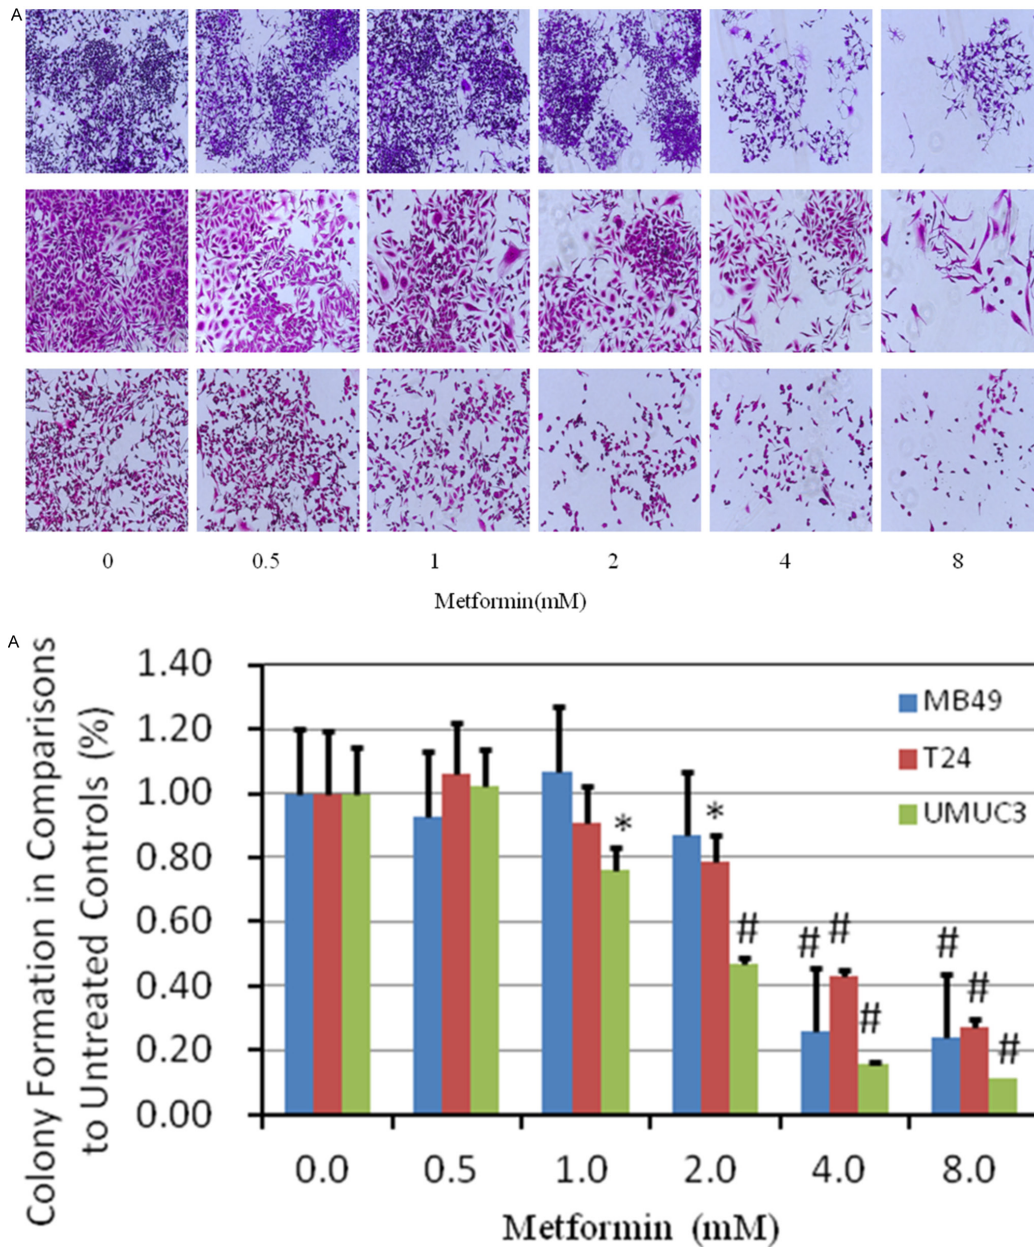 A
0 0.5 1 2 4 8
Metformin(mM)
A
Colony Formation in Comparisons
to Untreated Controls (%)
1.40
1.20
1.00
0.80
0.60
0.40
0.20
0.00
MB49
T24
UMUC3
* *
# # # #
# # #
0.0 0.5 1.0 2.0 4.0 8.0
Metformin (mM)